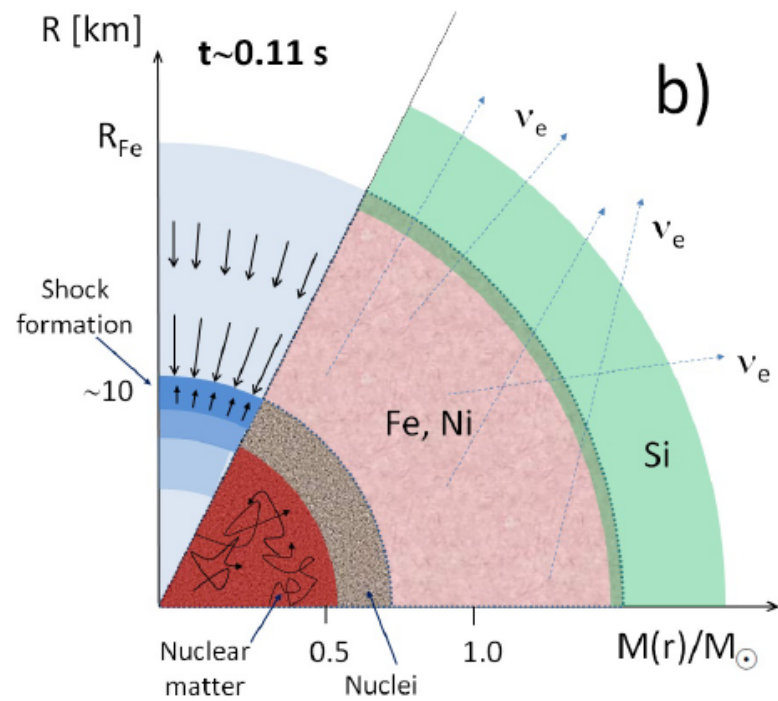 R [km]
t~0.11 s
b)
R_Fe
ν_e
ν_e
Shock
formation
~10
ν_e
Fe, Ni
Si
0.5
1.0
M(r)/M_⊙
Nuclear
matter
Nuclei